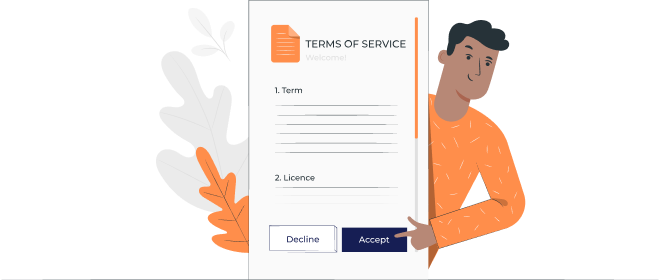 TERMS OF SERVICE
Welcome!
1. Term
2. Licence
Decline
Accept